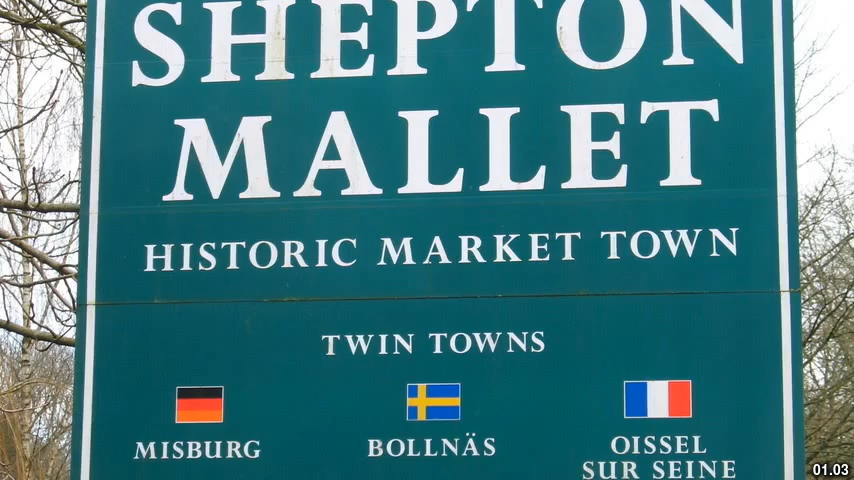 SHEPTON
MALLET
HISTORIC MARKET TOWN
TWIN TOWNS
MISBURG
BOLLNÄS
OISSEL
SUR SEINE
01.03